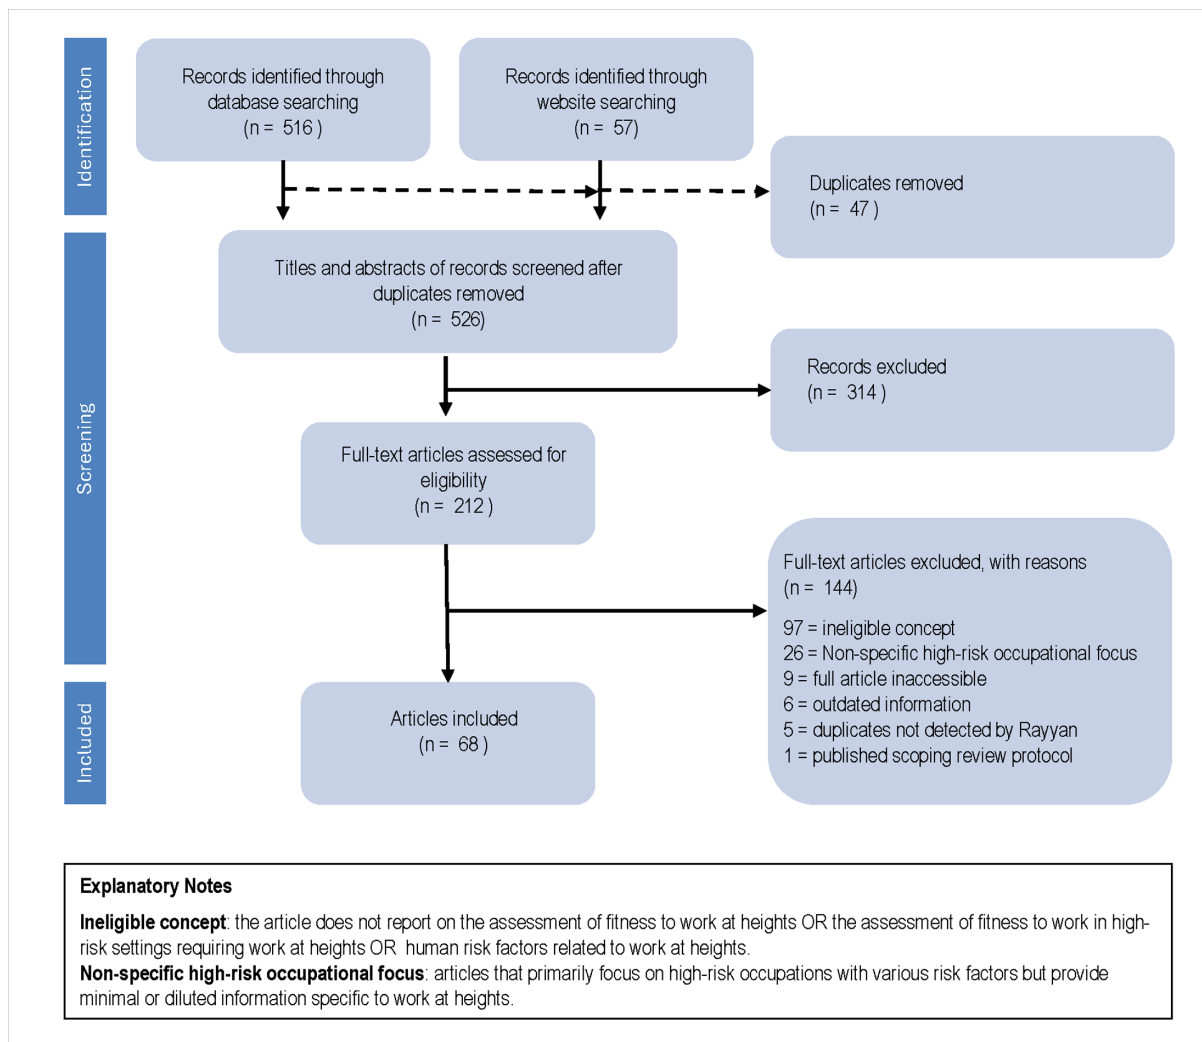 Identification
Records identified through
database searching
(n = 516 )
Records identified through
website searching
(n = 57)
Duplicates removed
(n = 47 )
Screening
Titles and abstracts of records screened after
duplicates removed
(n = 526)
Records excluded
(n = 314 )
Full-text articles assessed for
eligibility
(n = 212 )
Full-text articles excluded, with reasons
(n = 144)
97 = ineligible concept
26 = Non-specific high-risk occupational focus
9 = full article inaccessible
6 = outdated information
5 = duplicates not detected by Rayyan
1 = published scoping review protocol
Included
Articles included
(n = 68 )
Explanatory Notes
Ineligible concept: the article does not report on the assessment of fitness to work at heights OR the assessment of fitness to work in high-
risk settings requiring work at heights OR human risk factors related to work at heights.
Non-specific high-risk occupational focus: articles that primarily focus on high-risk occupations with various risk factors but provide
minimal or diluted information specific to work at heights.